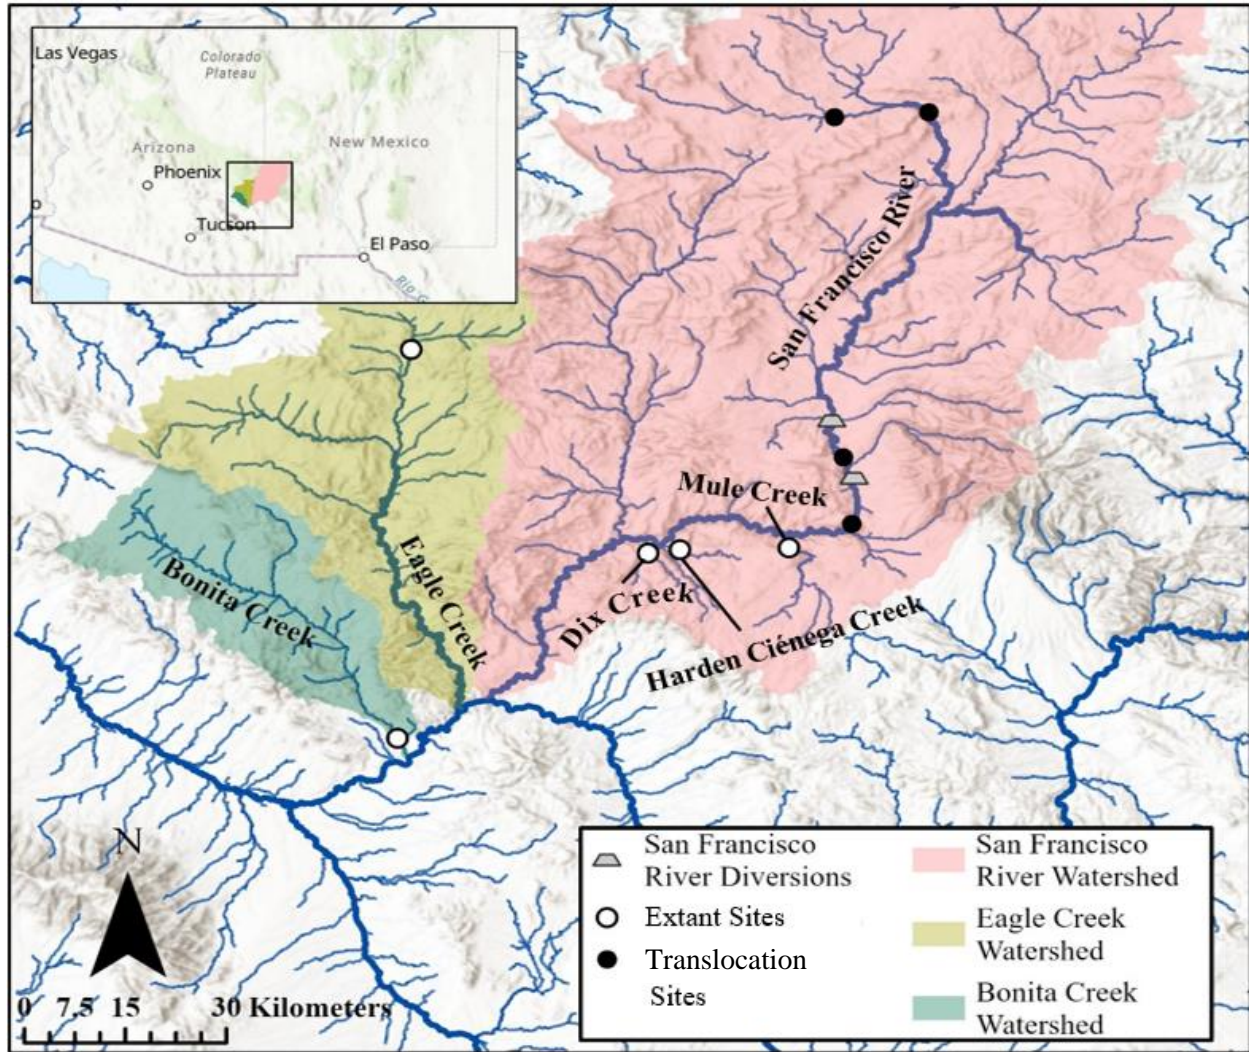 Las Vegas
Colorado
Plateau
Arizona
New Mexico
Phoenix
Tucson
El Paso
Rio G
San Francisco River
Mule Creek
Eagle Creek
Bonita Creek
Dix Creek
Harden Ciénega Creek
N
0 7.5 15 30 Kilometers
San Francisco
River Diversions
Extant Sites
Translocation
Sites
San Francisco
River Watershed
Eagle Creek
Watershed
Bonita Creek
Watershed